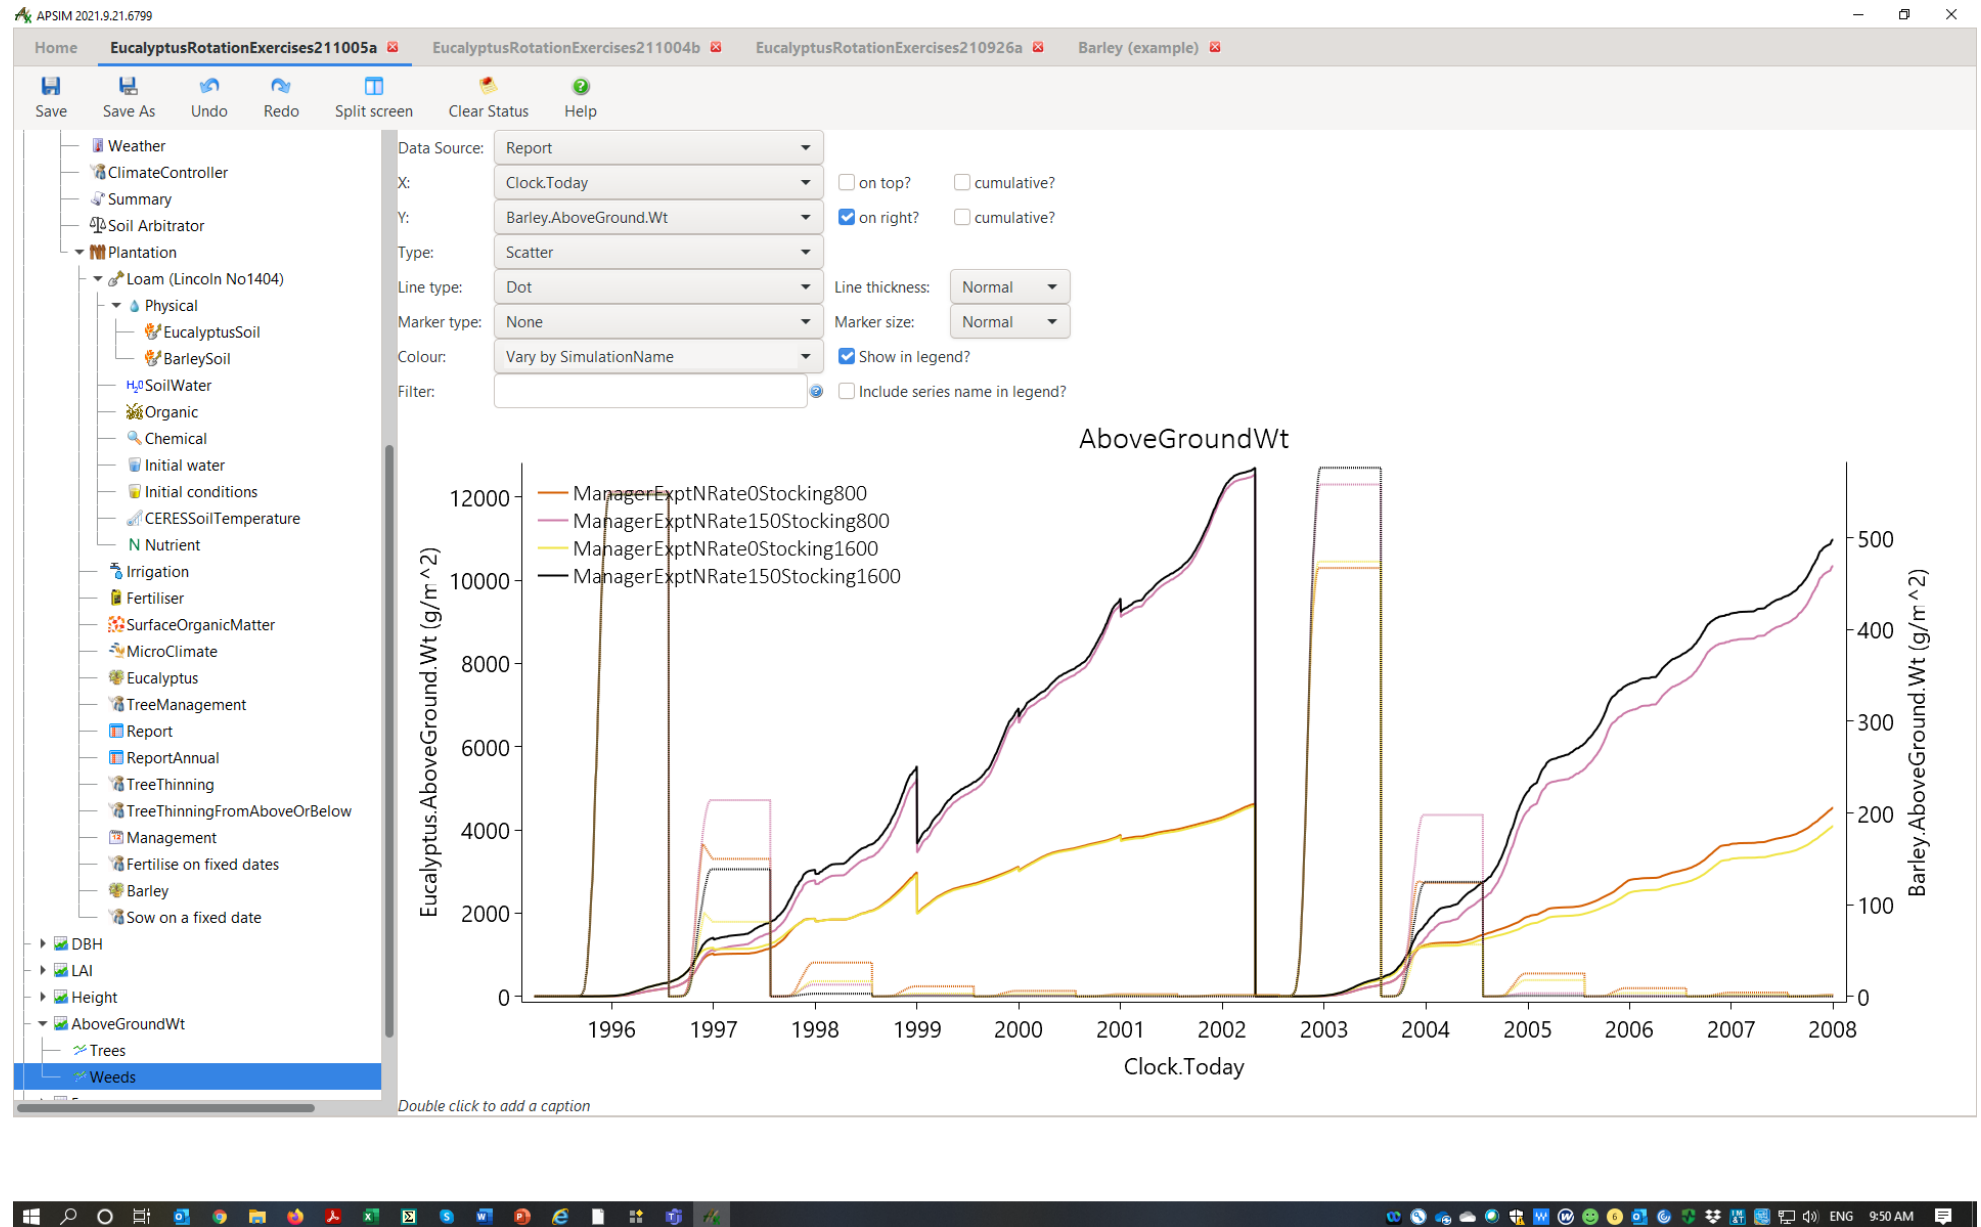 APSIM 2021.9.21.6799
Home EucalyptusRotationExercises211005a EucalyptusRotationExercises211004b EucalyptusRotationExercises210926a Barley (example)
Save Save As Undo Redo Split screen Clear Status Help
Weather
ClimateController
Summary
Soil Arbitrator
Plantation
Loam (Lincoln No1404)
Physical
EucalyptusSoil
BarleySoil
H₂O SoilWater
Organic
Chemical
Initial water
Initial conditions
CERESSoilTemperature
N Nutrient
Irrigation
Fertiliser
SurfaceOrganicMatter
MicroClimate
Eucalyptus
TreeManagement
Report
ReportAnnual
TreeThinning
TreeThinningFromAboveOrBelow
Management
Fertilise on fixed dates
Barley
Sow on a fixed date
DBH
LAI
Height
AboveGroundWt
Trees
Weeds
Data Source: Report
X: Clock.Today on top? cumulative?
Y: Barley.AboveGround.Wt on right? cumulative?
Type: Scatter
Line type: Dot Line thickness: Normal
Marker type: None Marker size: Normal
Colour: Vary by SimulationName Show in legend?
Filter: Include series name in legend?
AboveGroundWt
ManagerExptNRate0Stocking800
ManagerExptNRate150Stocking800
ManagerExptNRate0Stocking1600
ManagerExptNRate150Stocking1600
Eucalyptus.AboveGround.Wt (g/m^2)
12000
10000
8000
6000
4000
2000
0
Barley.AboveGround.Wt (g/m^2)
500
400
300
200
100
0
1996 1997 1998 1999 2000 2001 2002 2003 2004 2005 2006 2007 2008
Clock.Today
Double click to add a caption
ENG 9:50 AM